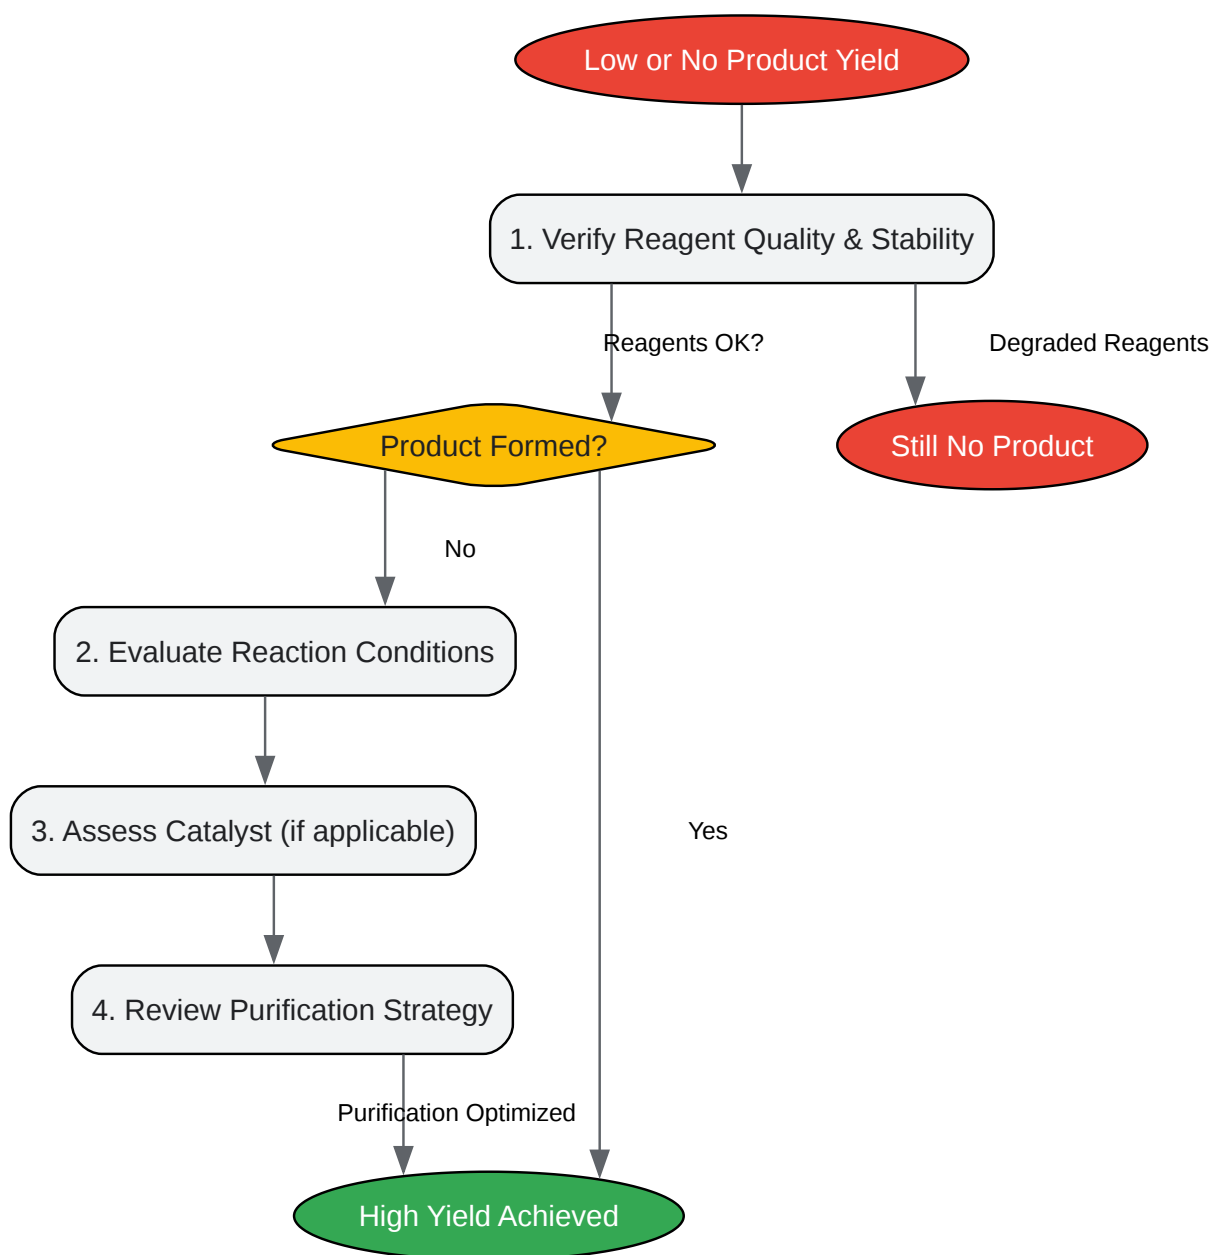 Low or No Product Yield
1. Verify Reagent Quality & Stability
Reagents OK?
Degraded Reagents
Product Formed?
Still No Product
No
2. Evaluate Reaction Conditions
3. Assess Catalyst (if applicable)
Yes
4. Review Purification Strategy
Purification Optimized
High Yield Achieved